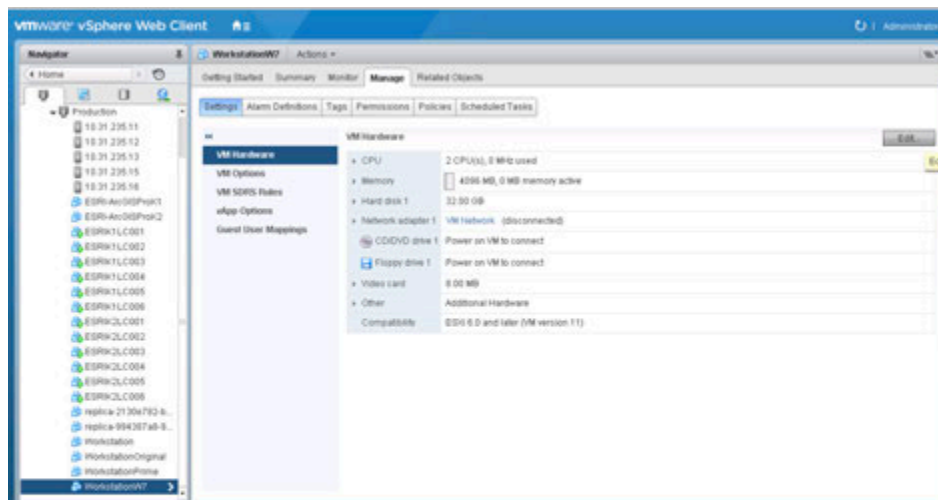 vmware vSphere Web Client
Administrator
Navigator
WorkstationW7 Actions
Home
Getting Started Summary Monitor Manage Related Objects
Settings Alarm Definitions Tags Permissions Policies Scheduled Tasks
Production
10.31.235.11
10.31.235.12
10.31.235.13
10.31.235.15
10.31.235.16
ESRI-ArcGISProK1
ESRI-ArcGISProK2
ESRIK1LC001
ESRIK1LC002
ESRIK1LC003
ESRIK1LC004
ESRIK1LC005
ESRIK1LC006
ESRIK2LC001
ESRIK2LC002
ESRIK2LC003
ESRIK2LC004
ESRIK2LC005
ESRIK2LC006
Workstation
WorkstationOriginal
WorkstationPrime
WorkstationW7
VM Hardware
VM Options
VM SDRS Rules
vApp Options
Guest User Mappings
VM Hardware
Edit...
CPU 2 CPU(s), 0 MHz used
Memory 4096 MB, 0 MB memory active
Hard disk 1 32.00 GB
Network adapter 1 VM Network (disconnected)
CD/DVD drive 1 Power on VM to connect
Floppy drive 1 Power on VM to connect
Video card 8.00 MB
Other Additional Hardware
Compatibility ESXi 6.0 and later (VM version 11)